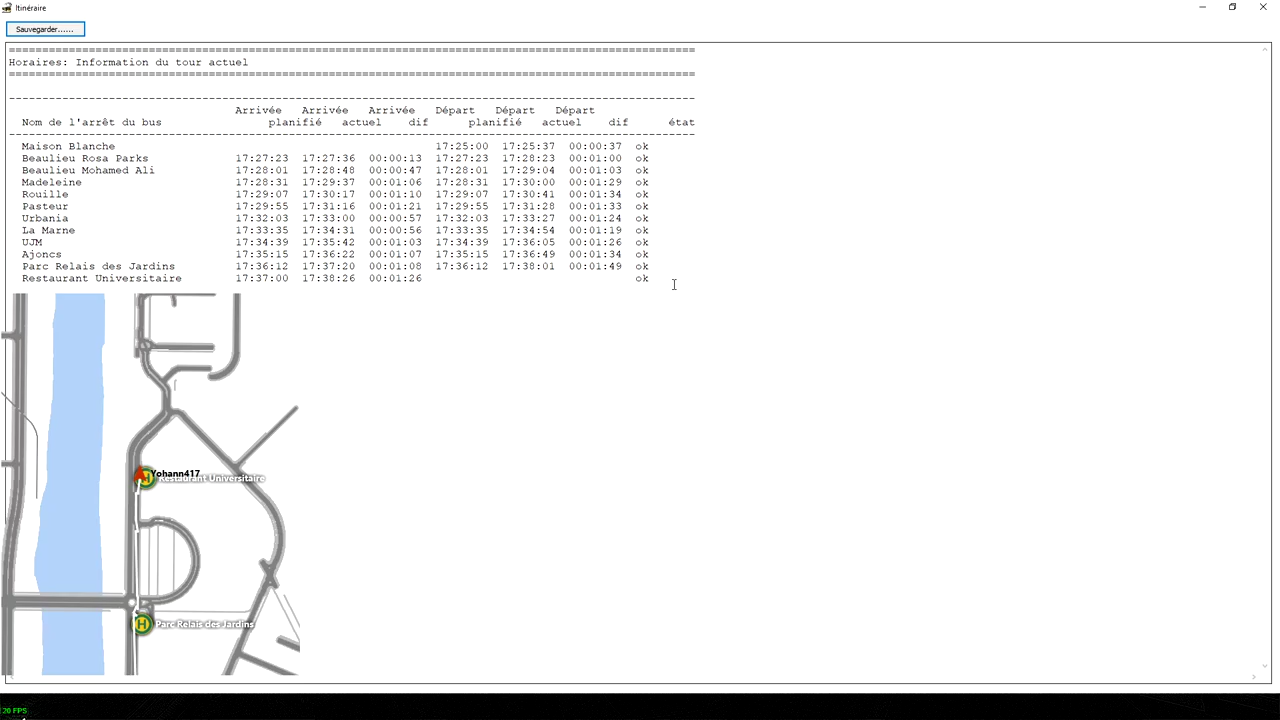 Itinéraire
Sauvegarder......
Horaires: Information du tour actuel
Arrivée Arrivée Arrivée Départ Départ Départ
Nom de l'arrêt du bus planifié actuel dif planifié actuel dif état
Maison Blanche 17:25:00 17:25:37 00:00:37 ok
Beaulieu Rosa Parks 17:27:23 17:27:36 00:00:13 17:27:23 17:28:23 00:01:00 ok
Beaulieu Mohamed Ali 17:28:01 17:28:48 00:00:47 17:28:01 17:29:04 00:01:03 ok
Madeleine 17:28:31 17:29:37 00:01:06 17:28:31 17:30:00 00:01:29 ok
Rouille 17:29:07 17:30:17 00:01:10 17:29:07 17:30:41 00:01:34 ok
Pasteur 17:29:55 17:31:16 00:01:21 17:29:55 17:31:28 00:01:33 ok
Urbania 17:32:03 17:33:00 00:00:57 17:32:03 17:33:27 00:01:24 ok
La Marne 17:33:35 17:34:31 00:00:56 17:33:35 17:34:54 00:01:19 ok
UJM 17:34:39 17:35:42 00:01:03 17:34:39 17:36:05 00:01:26 ok
Ajoncs 17:35:15 17:36:22 00:01:07 17:35:15 17:36:49 00:01:34 ok
Parc Relais des Jardins 17:36:12 17:37:20 00:01:08 17:36:12 17:38:01 00:01:49 ok
Restaurant Universitaire 17:37:00 17:38:26 00:01:26 ok
Yohann417
H Restaurant Universitaire
H Parc Relais des Jardins
20 FPS